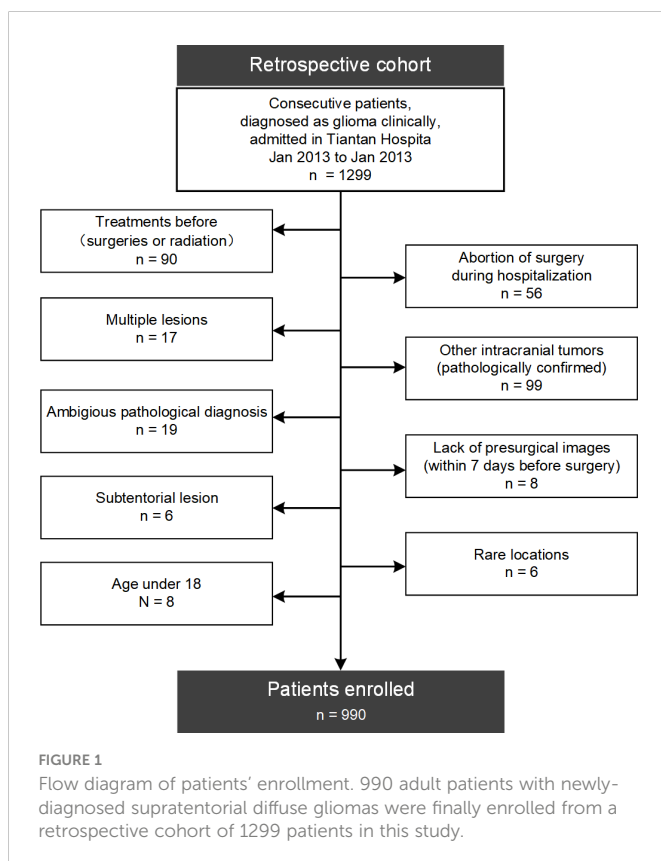 Retrospective cohort
Consecutive patients,
diagnosed as glioma clinically,
admitted in Tiantan Hospita
Jan 2013 to Jan 2013
n = 1299
Treatments before
（surgeries or radiation）
n = 90
Abortion of surgery
during hospitalization
n = 56
Multiple lesions
n = 17
Other intracranial tumors
(pathologically confirmed)
n = 99
Ambigious pathological diagnosis
n = 19
Lack of presurgical images
(within 7 days before surgery)
n = 8
Subtentorial lesion
n = 6
Rare locations
n = 6
Age under 18
N = 8
Patients enrolled
n = 990
FIGURE 1
Flow diagram of patients’ enrollment. 990 adult patients with newly-
diagnosed supratentorial diffuse gliomas were finally enrolled from a
retrospective cohort of 1299 patients in this study.